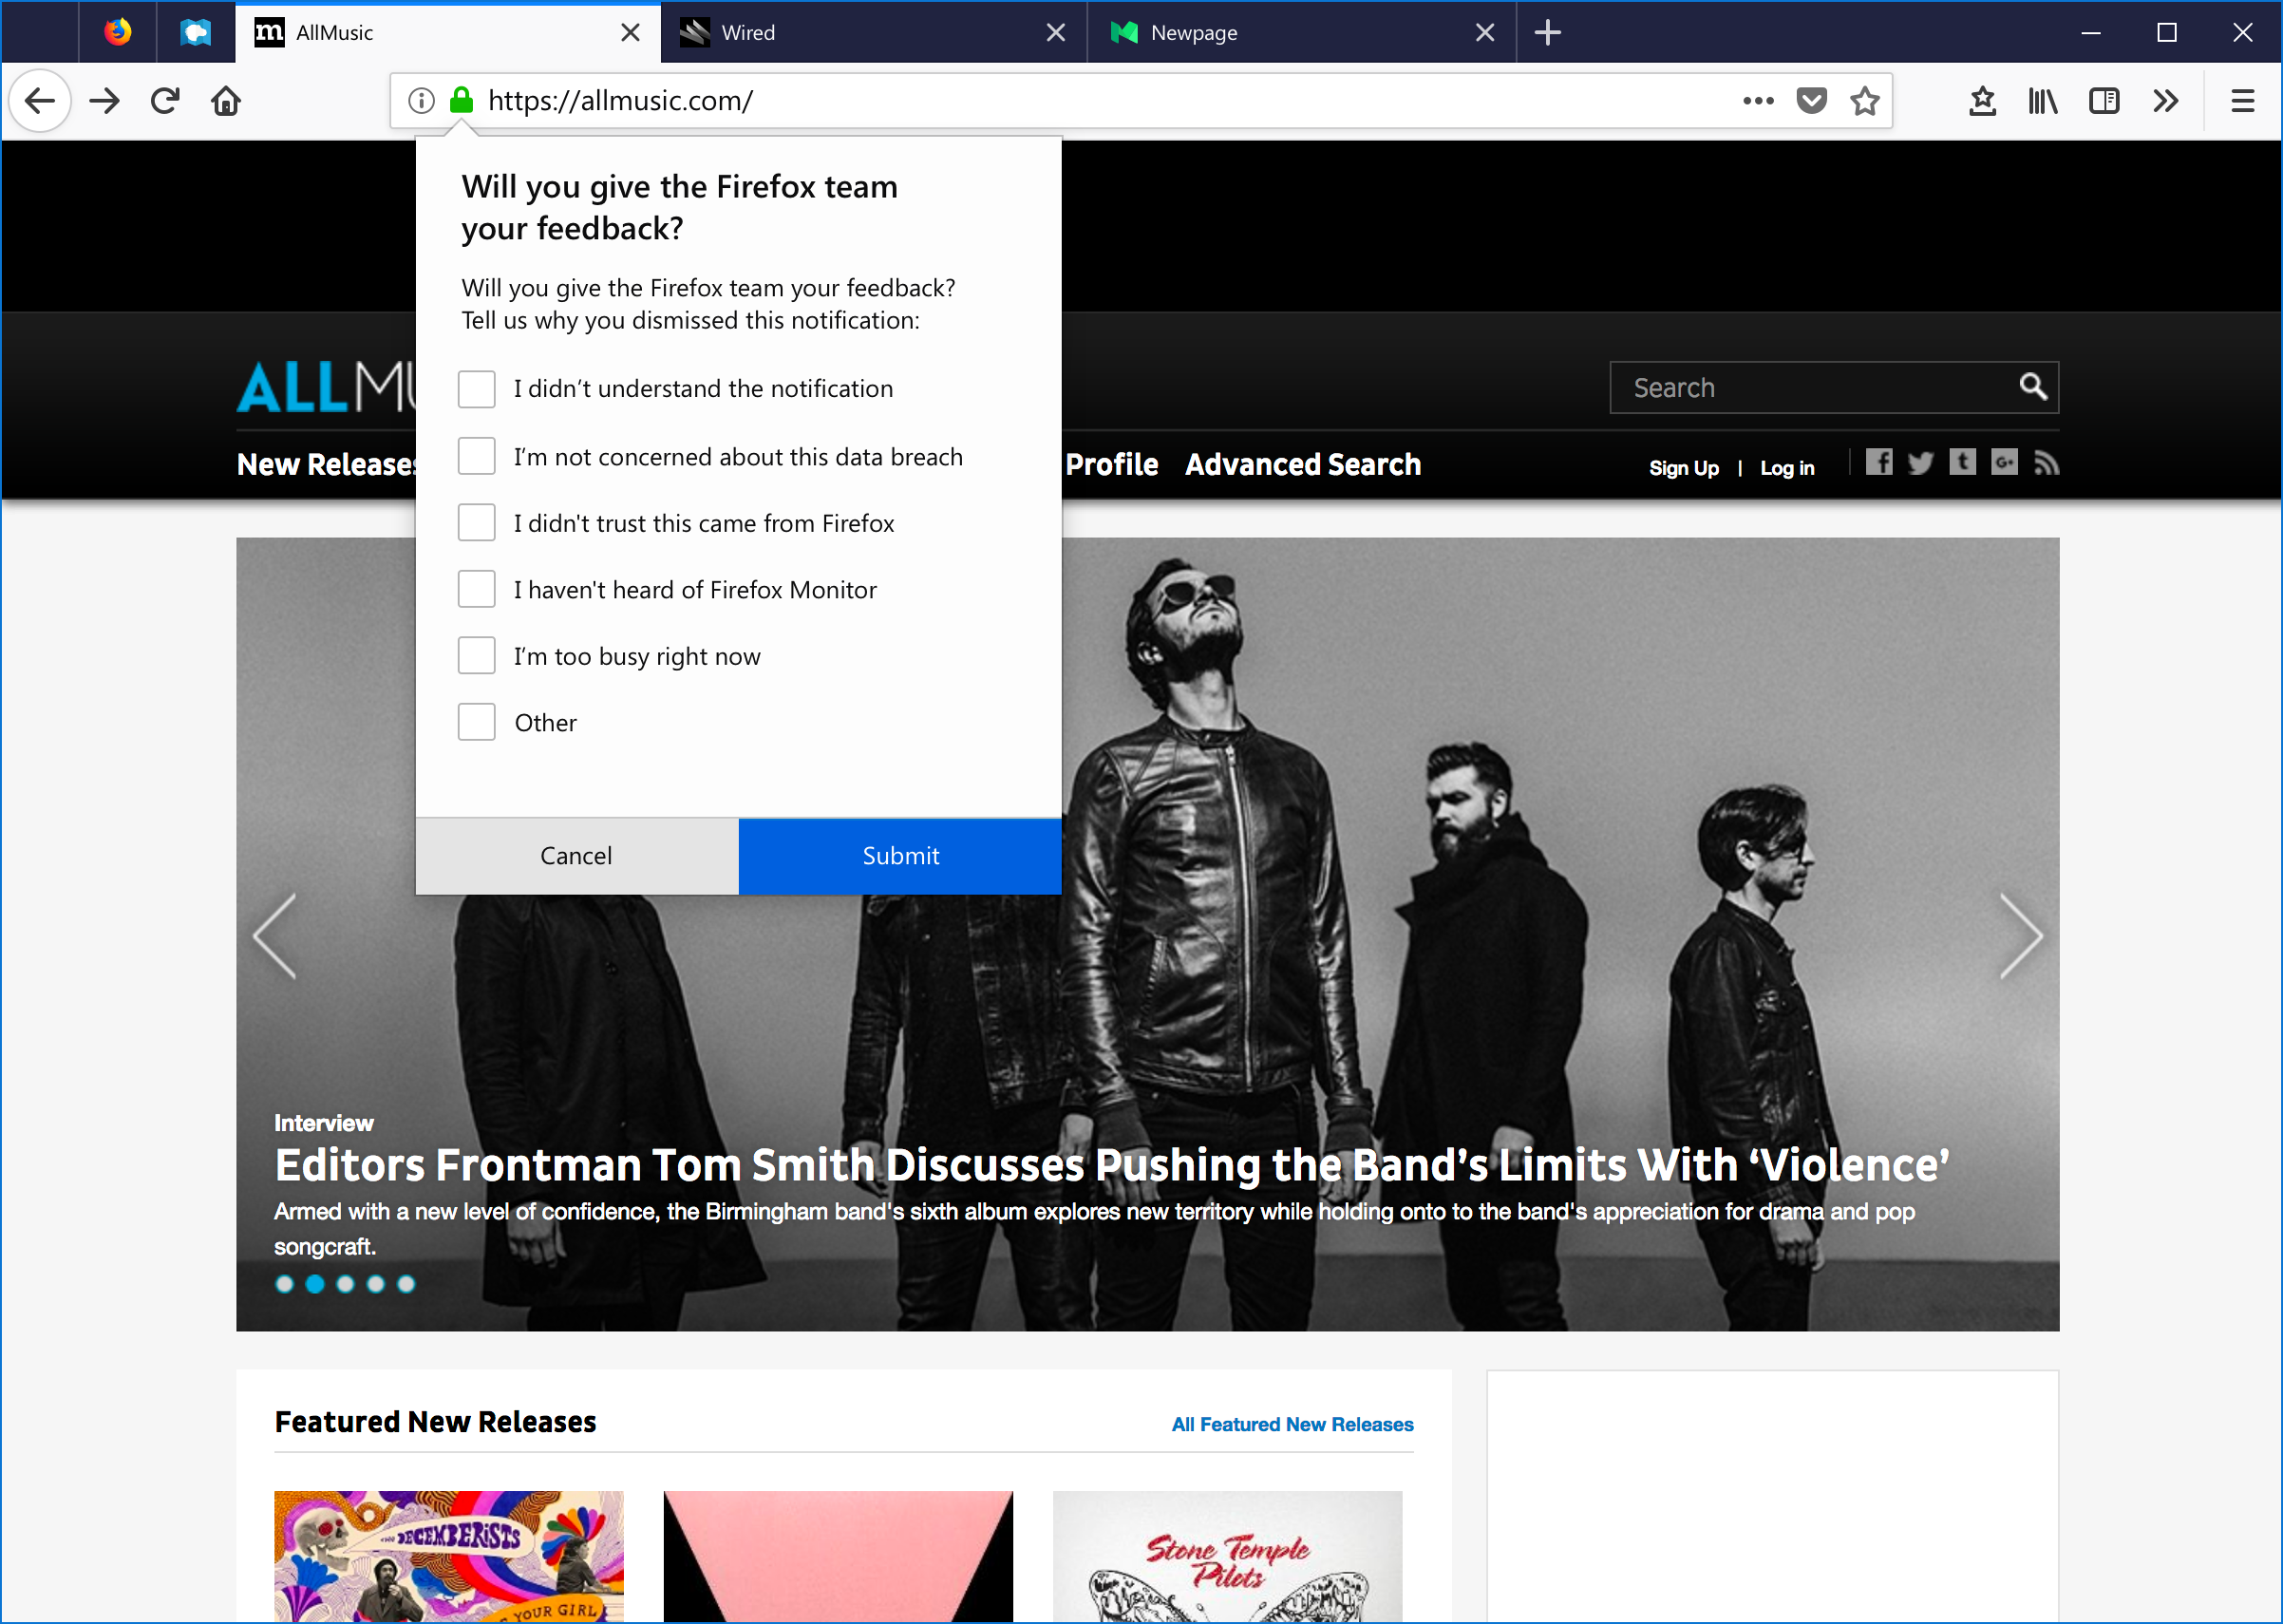 m AllMusic
Wired
Newpage
https://allmusic.com/
Will you give the Firefox team
your feedback?
Will you give the Firefox team your feedback?
Tell us why you dismissed this notification:
I didn’t understand the notification
I’m not concerned about this data breach
I didn't trust this came from Firefox
I haven't heard of Firefox Monitor
I’m too busy right now
Other
Cancel
Submit
ALLMU
Search
New Releases
Profile
Advanced Search
Sign Up | Log in
Interview
Editors Frontman Tom Smith Discusses Pushing the Band’s Limits With ‘Violence’
Armed with a new level of confidence, the Birmingham band's sixth album explores new territory while holding onto to the band's appreciation for drama and pop
songcraft.
Featured New Releases
All Featured New Releases
THE DECEMBERISTS
YOUR GIRL
Stone Temple
Pilots